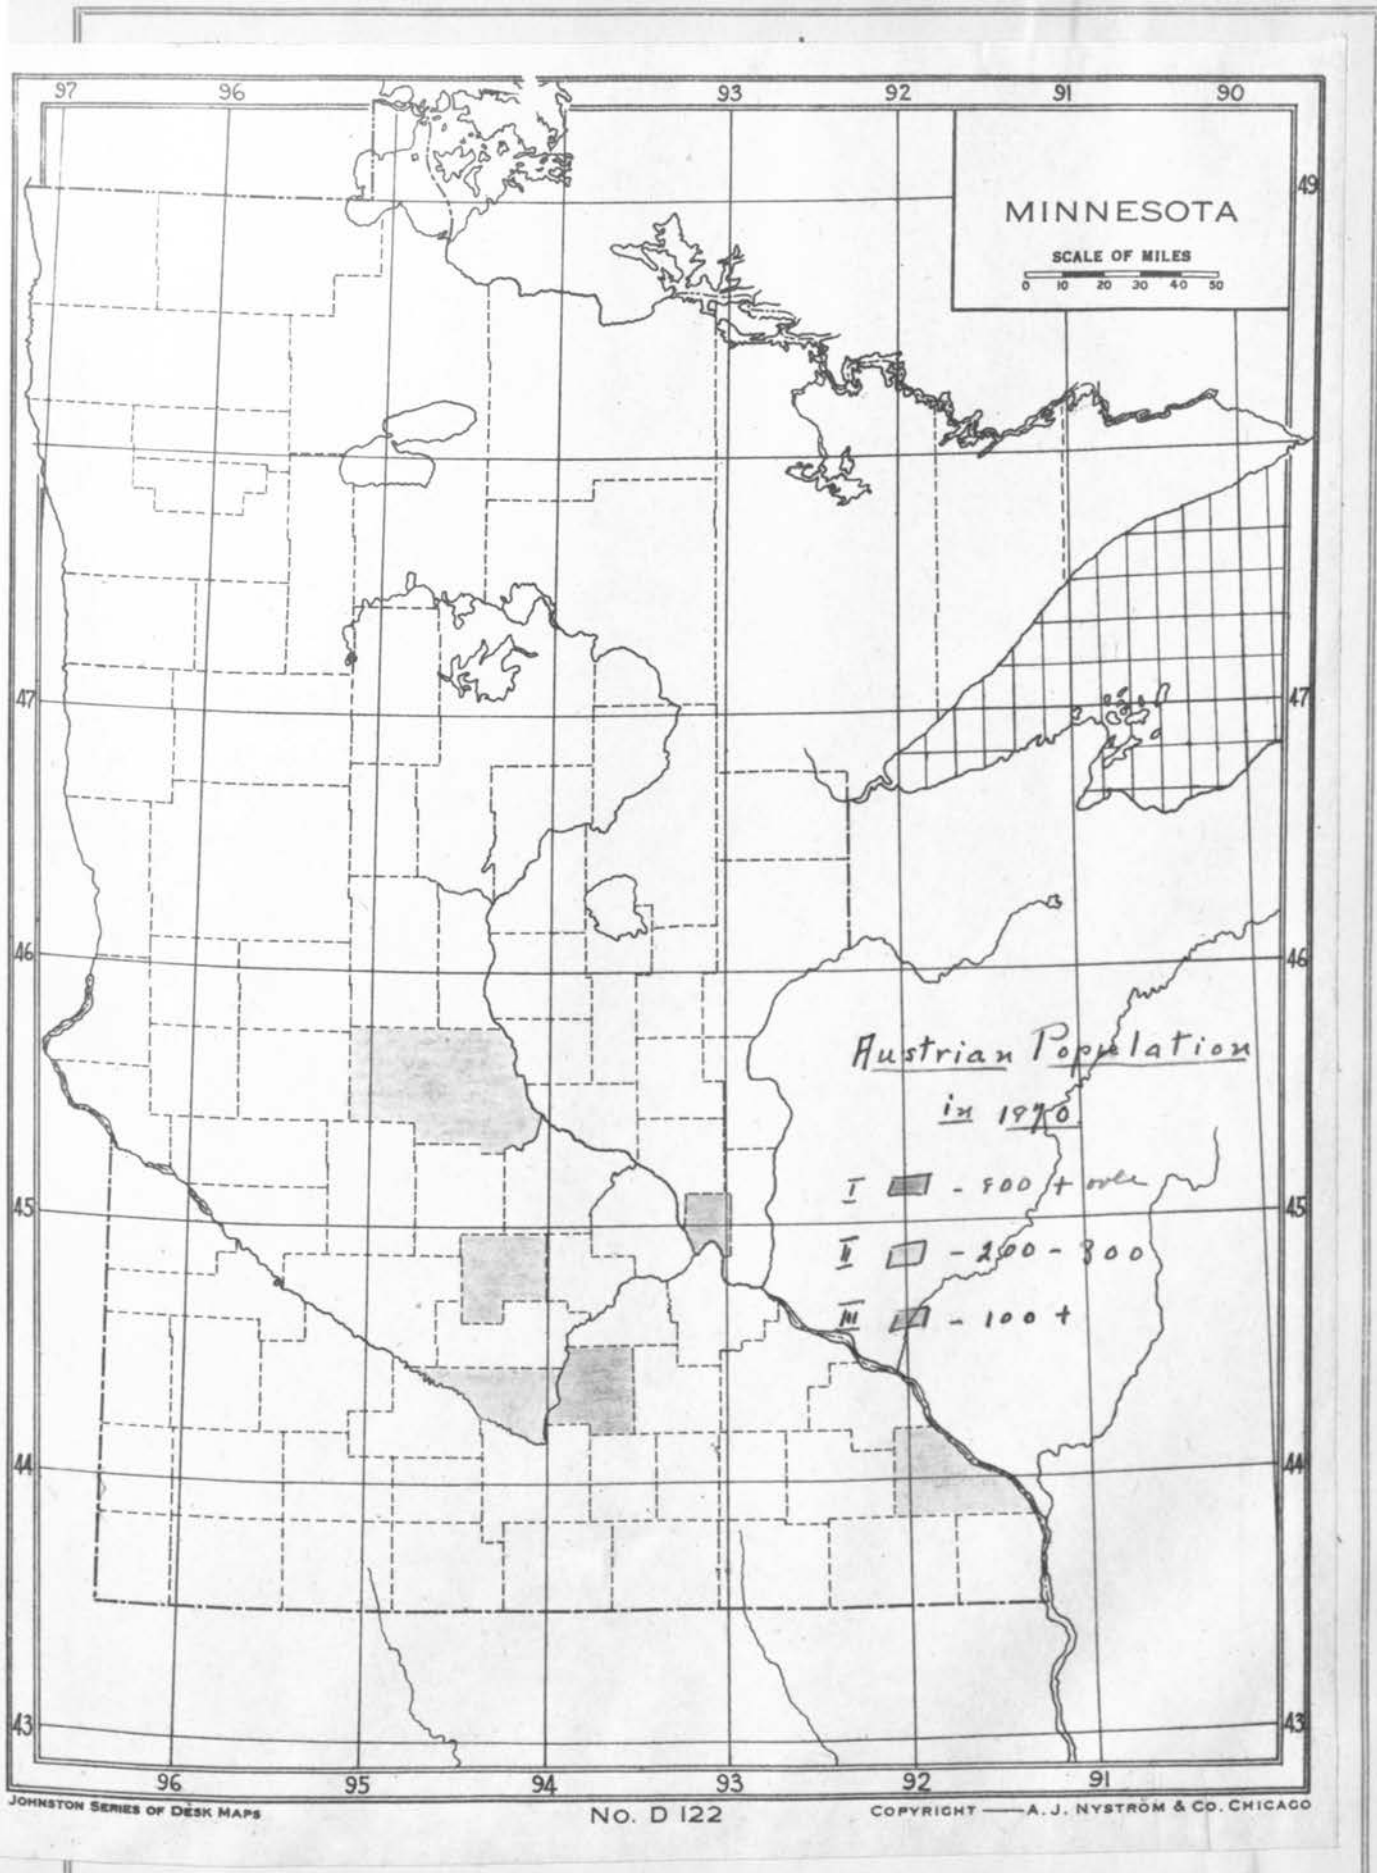 97 96 93 92 91 90
49
MINNESOTA
SCALE OF MILES
0 10 20 30 40 50
47 47
46 46
Austrian Population
in 1870
I - 800 +
II - 200 - 300
45 45
III - 100 +
44 44
43 43
96 95 94 93 92 91
JOHNSTON SERIES OF DESK MAPS No. D 122 COPYRIGHT — A. J. NYSTROM & CO. CHICAGO